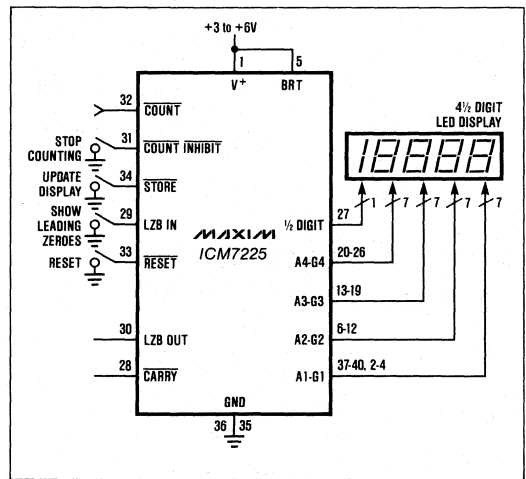 +3 to +6V
1
5
V+
BRT
32
COUNT
31
STOP
COUNTING
COUNT INHIBIT
34
UPDATE
DISPLAY
STORE
29
SHOW
LEADING
ZEROES
LZB IN
33
RESET
RESET
30
LZB OUT
28
CARRY
MAXIM
ICM7225
GND
36
35
4½ DIGIT
LED DISPLAY
18888
1
7
7
7
7
½ DIGIT
27
A4-G4
20-26
A3-G3
13-19
A2-G2
6-12
A1-G1
37-40, 2-4